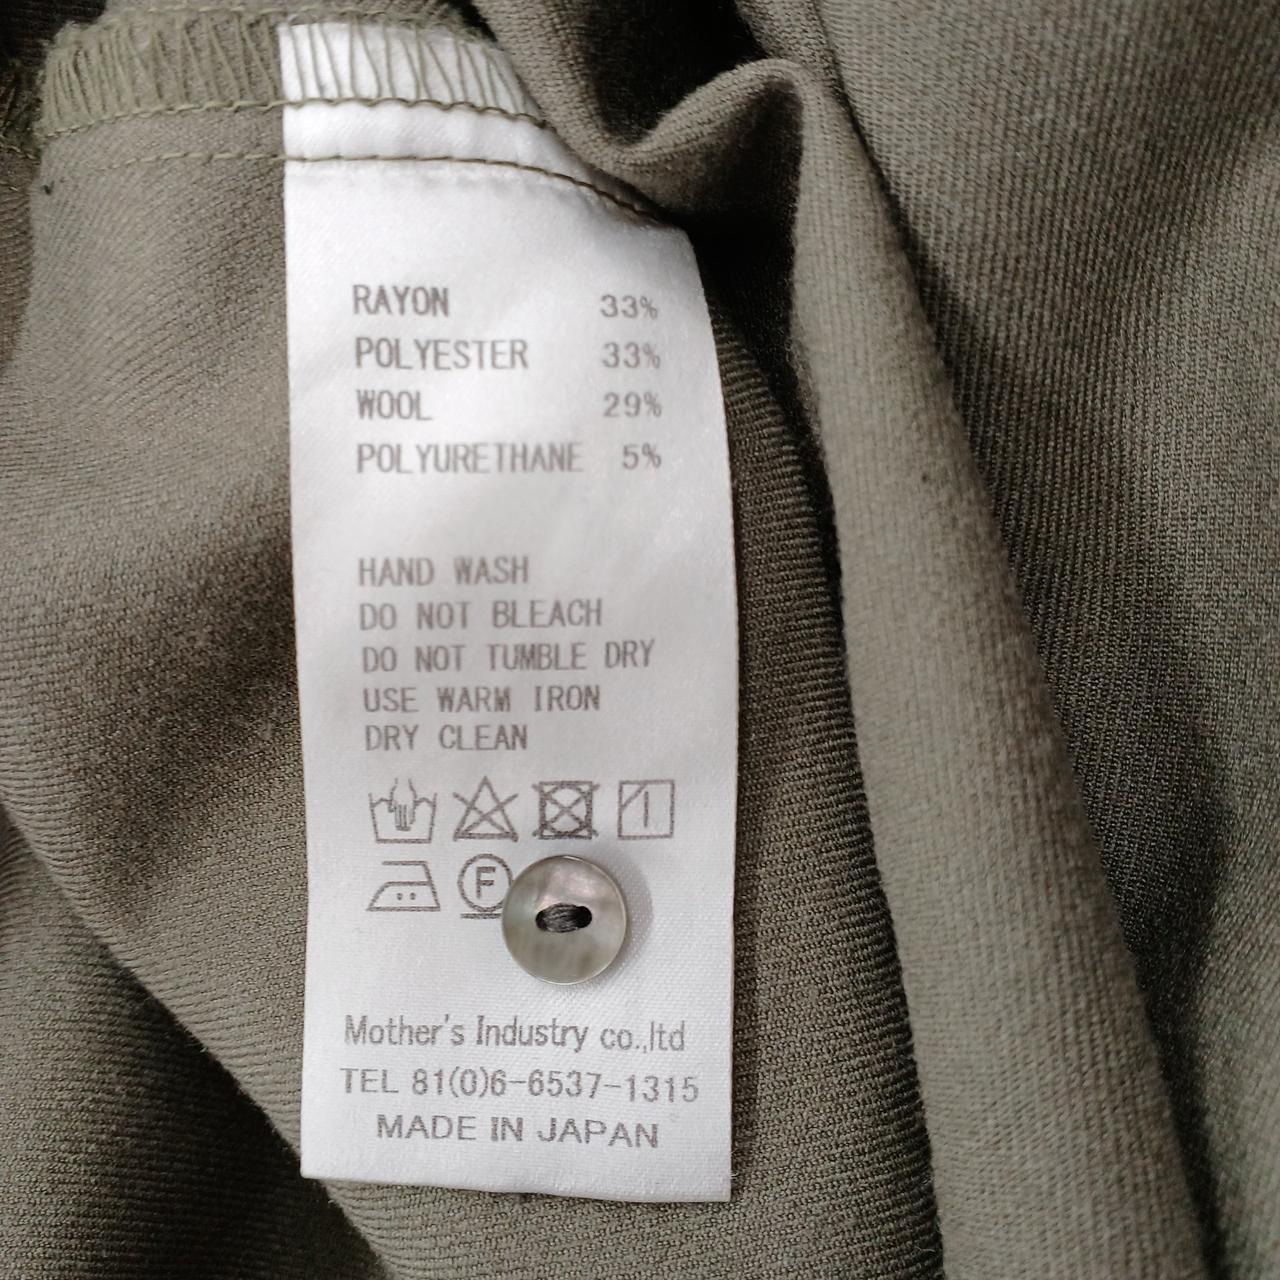 RAYON 33%
POLYESTER 33%
WOOL 29%
POLYURETHANE 5%
HAND WASH
DO NOT BLEACH
DO NOT TUMBLE DRY
USE WARM IRON
DRY CLEAN
F
Mother's Industry co.,ltd
TEL 81(0)6-6537-1315
MADE IN JAPAN